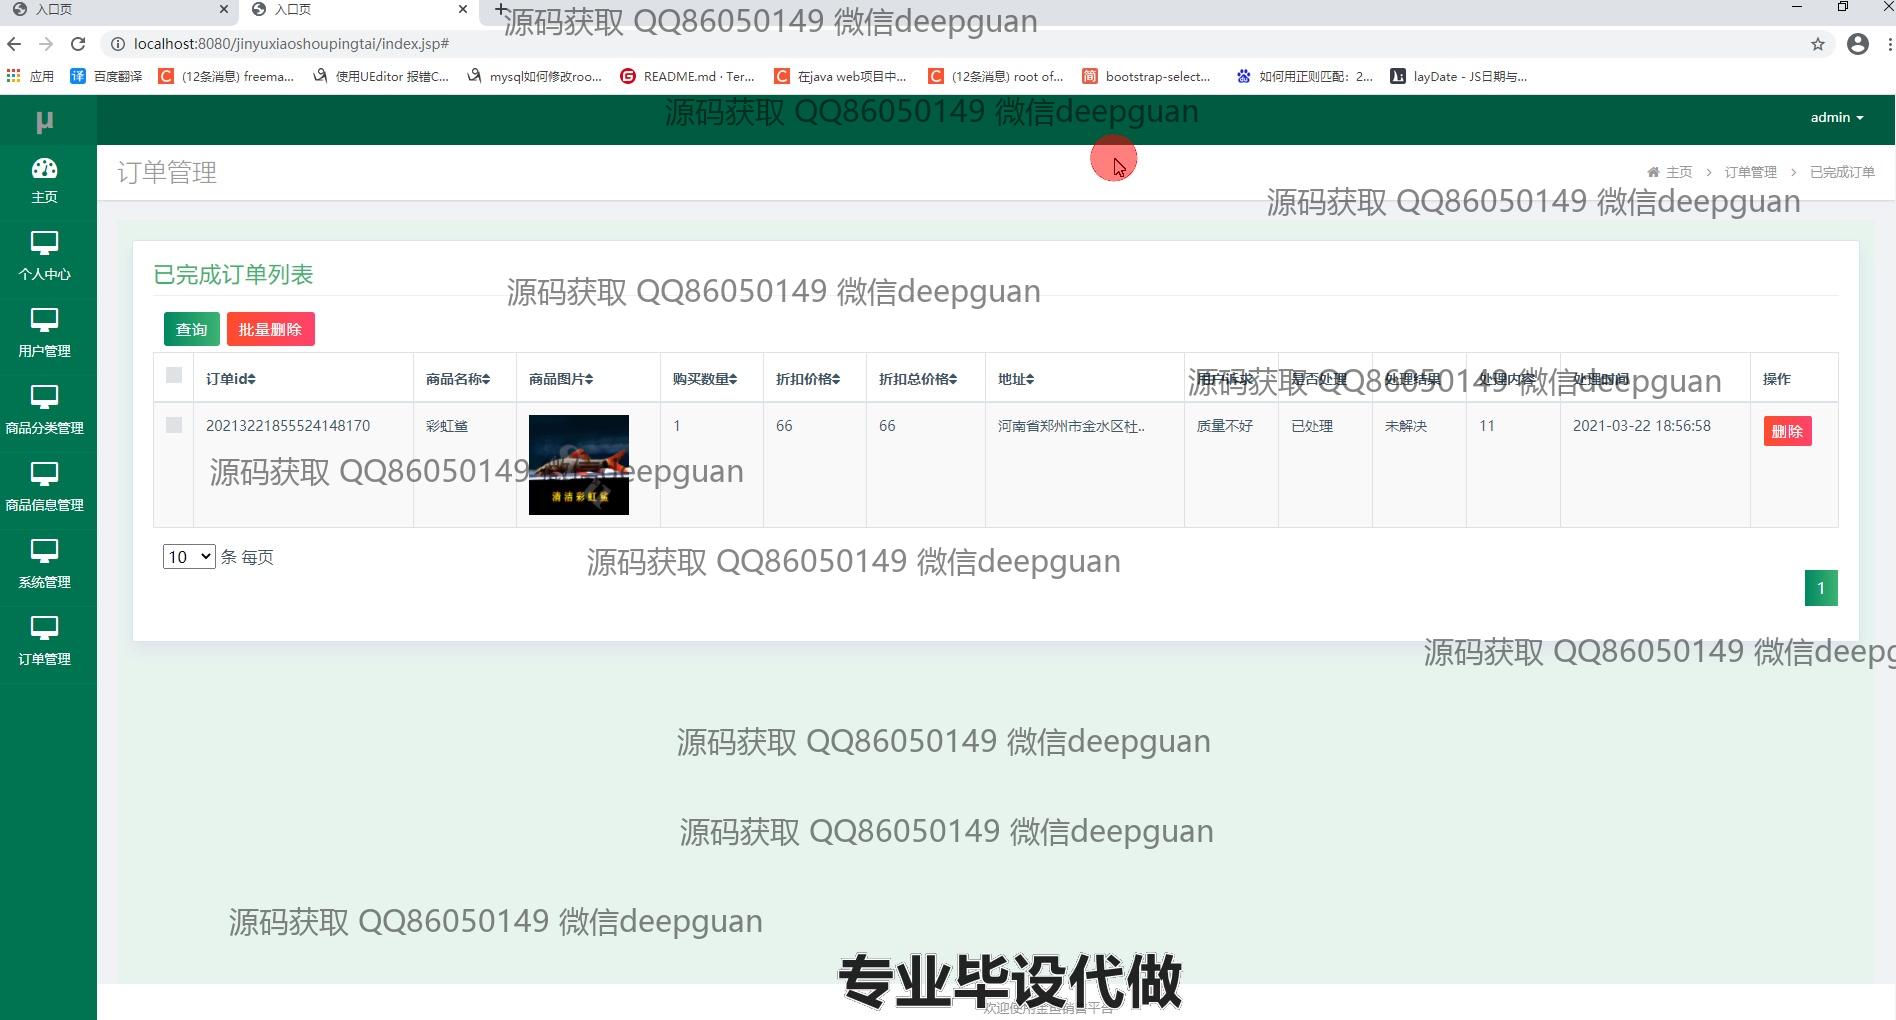 入口页
入口页
源码获取 QQ86050149 微信deepguan
localhost:8080/jinyuxiaoshoupingtai/index.jsp#
应用
百度翻译
(12条消息) freema...
使用UEditor 报错C...
mysql如何修改roo...
README.md · Ter...
在java web项目中...
(12条消息) root of...
bootstrap-select...
如何用正则匹配：2...
layDate - JS日期与...
μ
源码获取 QQ86050149 微信deepguan
admin
订单管理
主页 > 订单管理 > 已完成订单
源码获取 QQ86050149 微信deepguan
主页
个人中心
用户管理
商品分类管理
商品信息管理
系统管理
订单管理
已完成订单列表
源码获取 QQ86050149 微信deepguan
查询 批量删除
订单id 商品名称 商品图片 购买数量 折扣价格 折扣总价格 地址 用户诉求 是否处理 处理结果 处理内容 处理时间 操作
源码获取 QQ86050149 微信deepguan
20213221855524148170 彩虹鲨 1 66 66 河南省郑州市金水区杜.. 质量不好 已处理 未解决 11 2021-03-22 18:56:58 删除
源码获取 QQ86050149 微信deepguan
清洁彩虹鲨
10 条 每页
源码获取 QQ86050149 微信deepguan
1
源码获取 QQ86050149 微信deepg
源码获取 QQ86050149 微信deepguan
源码获取 QQ86050149 微信deepguan
源码获取 QQ86050149 微信deepguan
专业毕设代做
欢迎使用金鱼销售平台